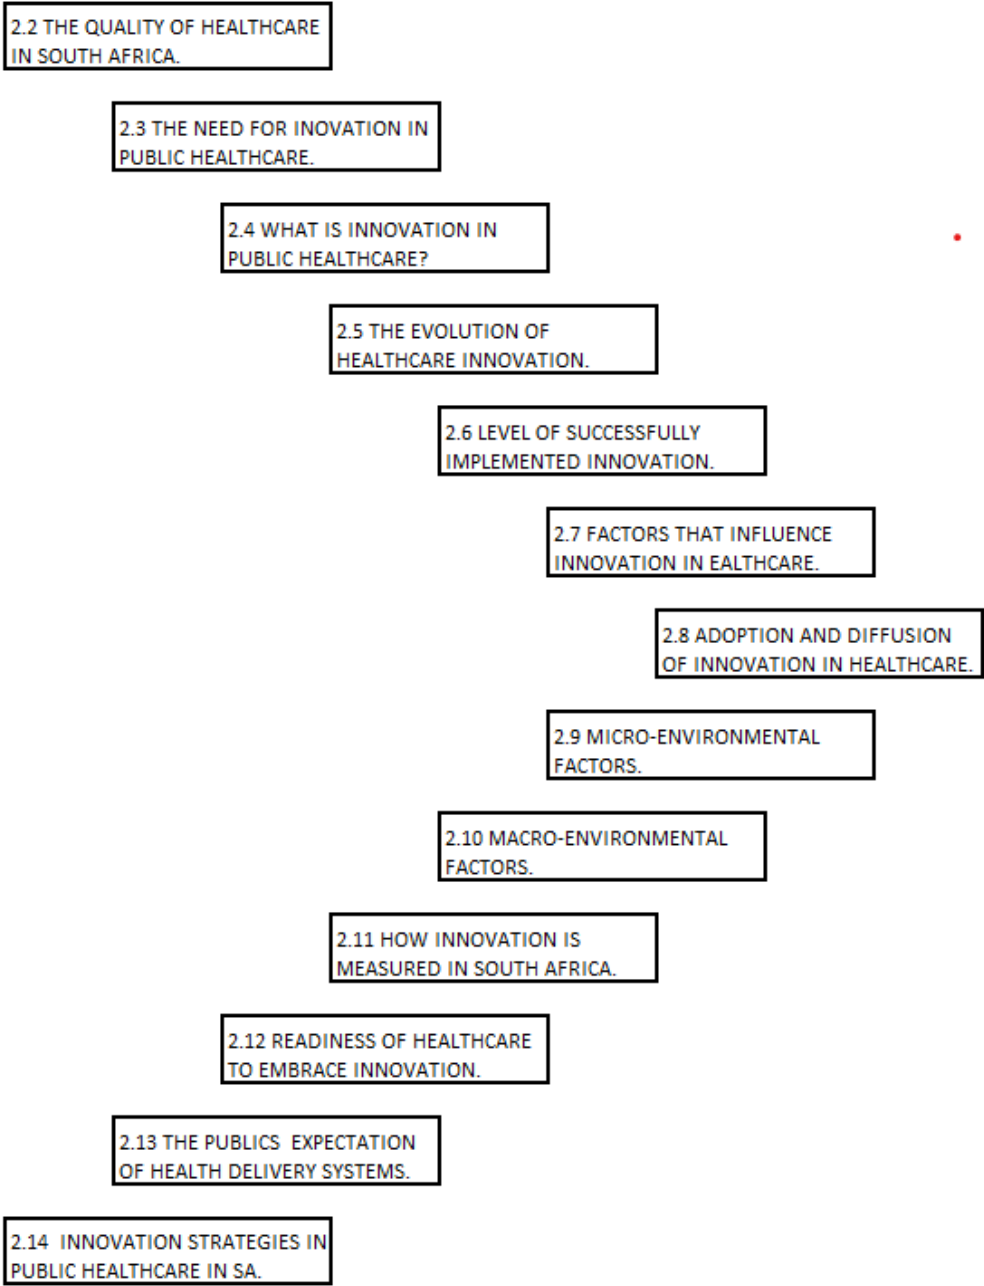 2.2 THE QUALITY OF HEALTHCARE
IN SOUTH AFRICA.
2.3 THE NEED FOR INOVATION IN
PUBLIC HEALTHCARE.
2.4 WHAT IS INNOVATION IN
PUBLIC HEALTHCARE?
2.5 THE EVOLUTION OF
HEALTHCARE INNOVATION.
2.6 LEVEL OF SUCCESSFULLY
IMPLEMENTED INNOVATION.
2.7 FACTORS THAT INFLUENCE
INNOVATION IN EALTHCARE.
2.8 ADOPTION AND DIFFUSION
OF INNOVATION IN HEALTHCARE.
2.9 MICRO-ENVIRONMENTAL
FACTORS.
2.10 MACRO-ENVIRONMENTAL
FACTORS.
2.11 HOW INNOVATION IS
MEASURED IN SOUTH AFRICA.
2.12 READINESS OF HEALTHCARE
TO EMBRACE INNOVATION.
2.13 THE PUBLICS  EXPECTATION
OF HEALTH DELIVERY SYSTEMS.
2.14  INNOVATION STRATEGIES IN
PUBLIC HEALTHCARE IN SA.